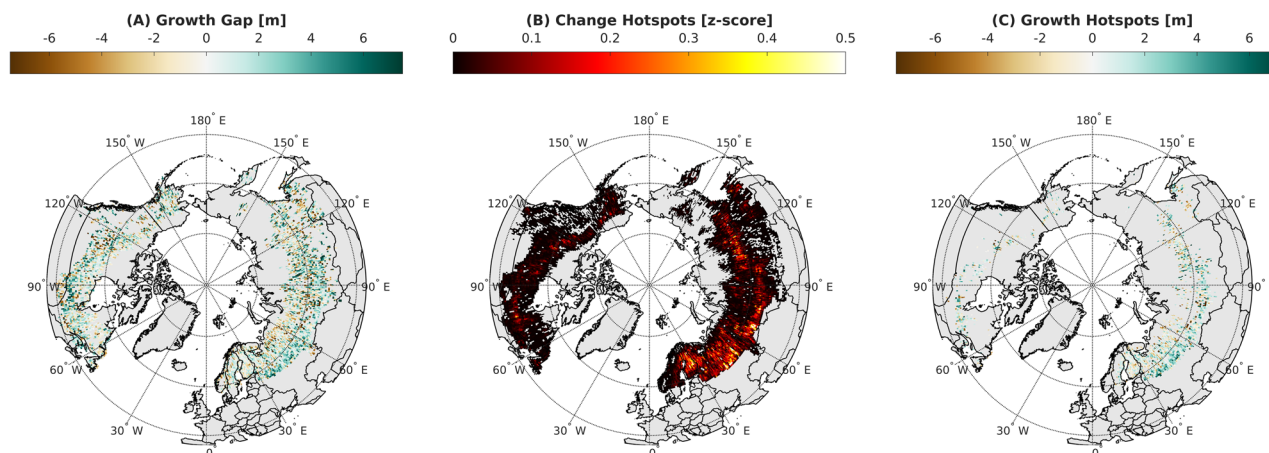 (A) Growth Gap [m]
-6 -4 -2 0 2 4 6
180° E
150° W 150° E
120° W 120° E
90° W 90° E
60° W 60° E
30° W 30° E
0
(B) Change Hotspots [z-score]
0 0.1 0.2 0.3 0.4 0.5
180° E
150° W 150° E
120° W 120° E
90° W 90° E
60° W 60° E
30° W 30° E
0
(C) Growth Hotspots [m]
-6 -4 -2 0 2 4 6
180° E
150° W 150° E
120° W 120° E
90° W 90° E
60° W 60° E
30° W 30° E
0